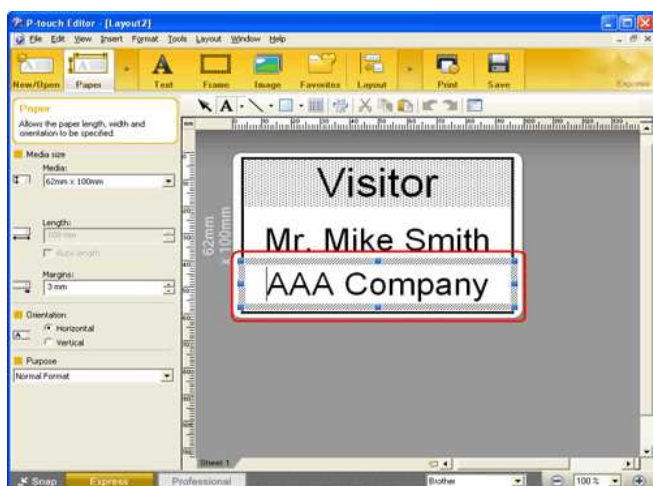 P-touch Editor - [Layout2]
File Edit View Insert Format Tools Layout Window Help
New/Open Paper Text Frame Image Favorites Layout Print Save Express
Paper
Allows the paper length, width and
orientation to be specified.
Media size
Media:
62mm x 100mm
Length:
100 mm
Auto length
Margins:
3 mm
Orientation
Horizontal
Vertical
Purpose
Normal Format
62mm
x 100mm
Visitor
Mr. Mike Smith
AAA Company
Sheet 1
Snap Express Professional
Brother
100 %